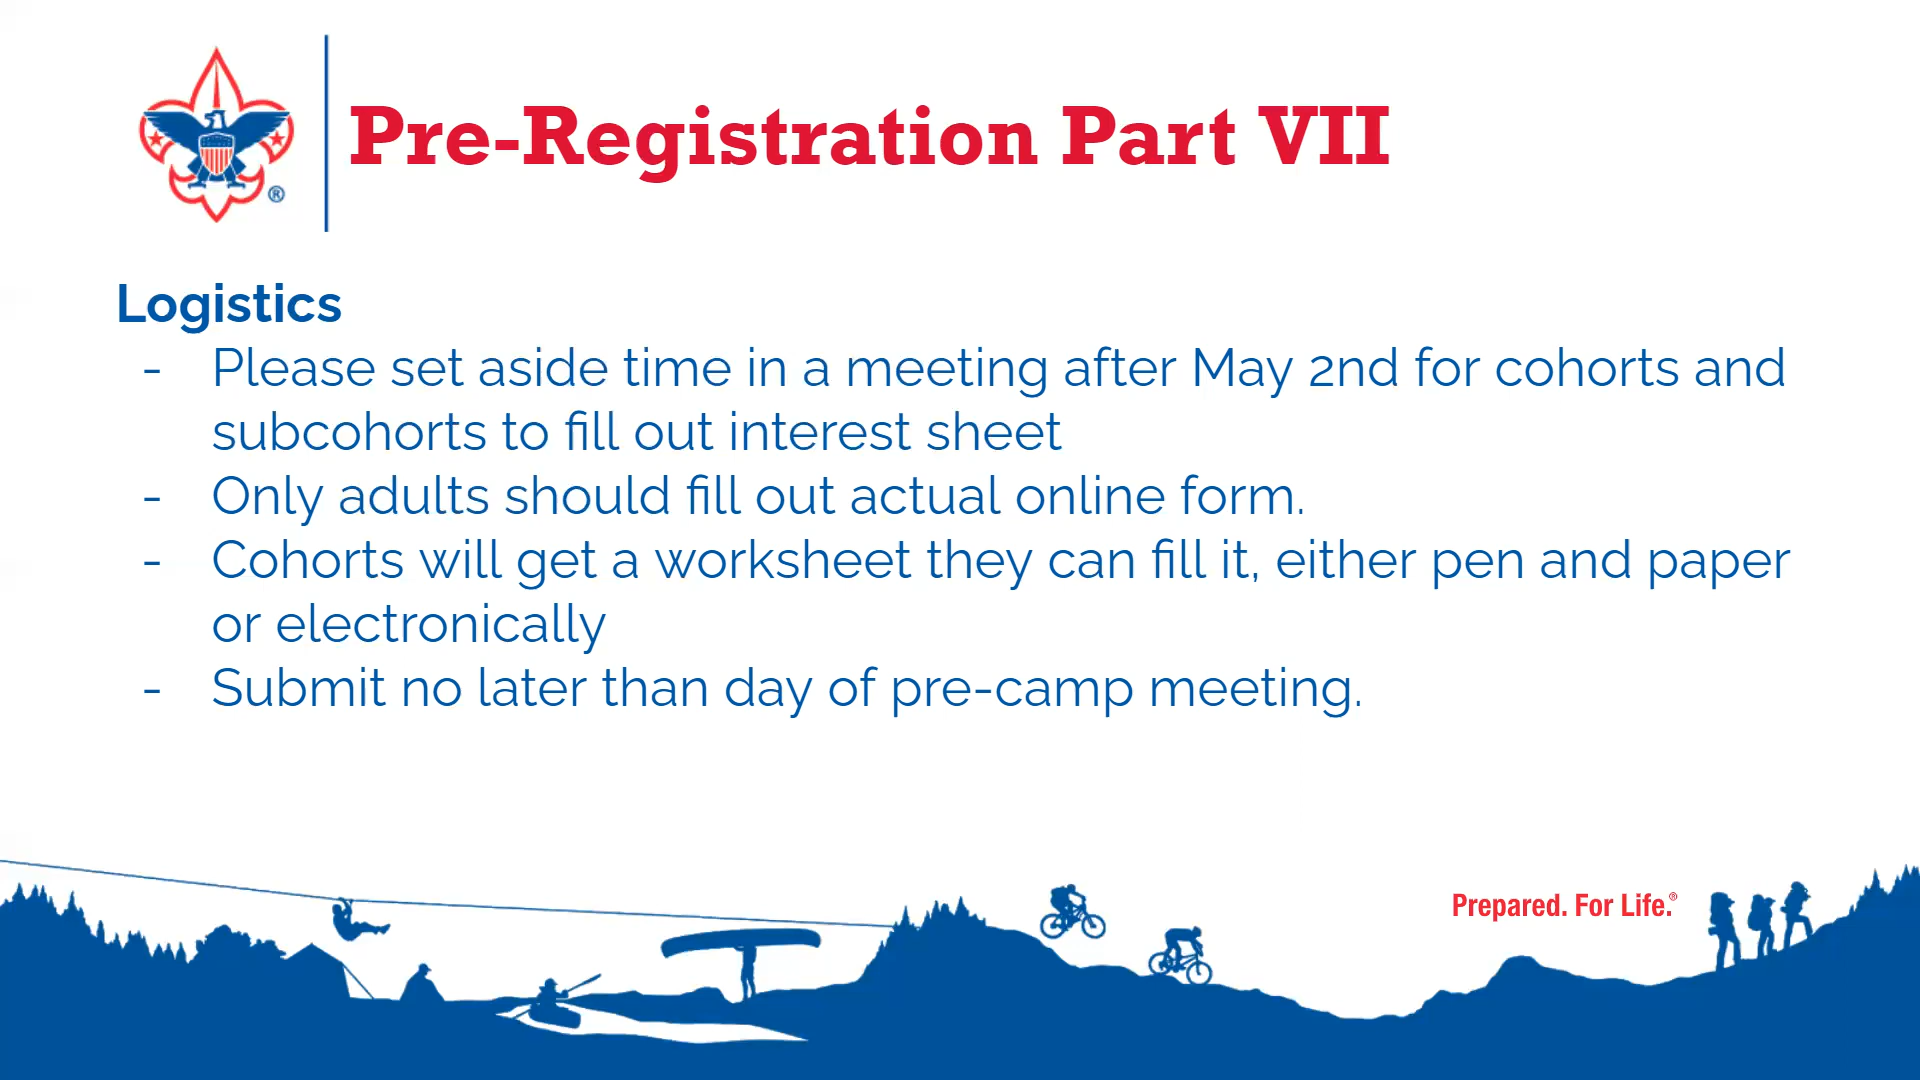 Pre-Registration Part VII
®
Logistics
- Please set aside time in a meeting after May 2nd for cohorts and
subcohorts to fill out interest sheet
- Only adults should fill out actual online form.
- Cohorts will get a worksheet they can fill it, either pen and paper
or electronically
- Submit no later than day of pre-camp meeting.
Prepared. For Life.®